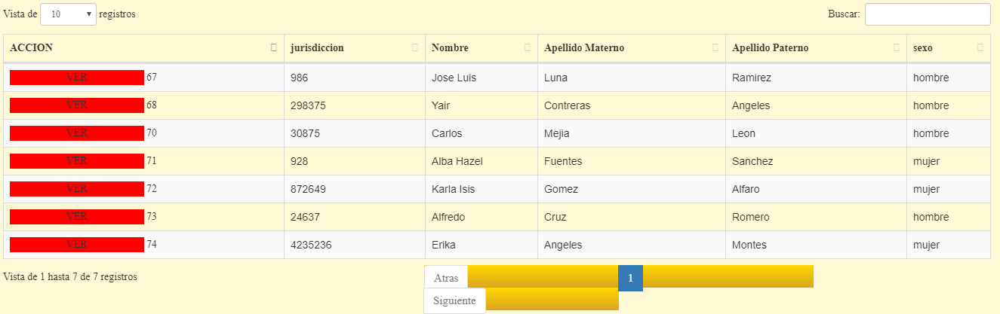 Vista de 10 registros Buscar:
ACCION jurisdiccion Nombre Apellido Materno Apellido Paterno sexo
VER 67 986 Jose Luis Luna Ramirez hombre
VER 68 298375 Yair Contreras Angeles hombre
VER 70 30875 Carlos Mejia Leon hombre
VER 71 928 Alba Hazel Fuentes Sanchez mujer
VER 72 872649 Karla Isis Gomez Alfaro mujer
VER 73 24637 Alfredo Cruz Romero hombre
VER 74 4235236 Erika Angeles Montes mujer
Vista de 1 hasta 7 de 7 registros Atras 1
Siguiente